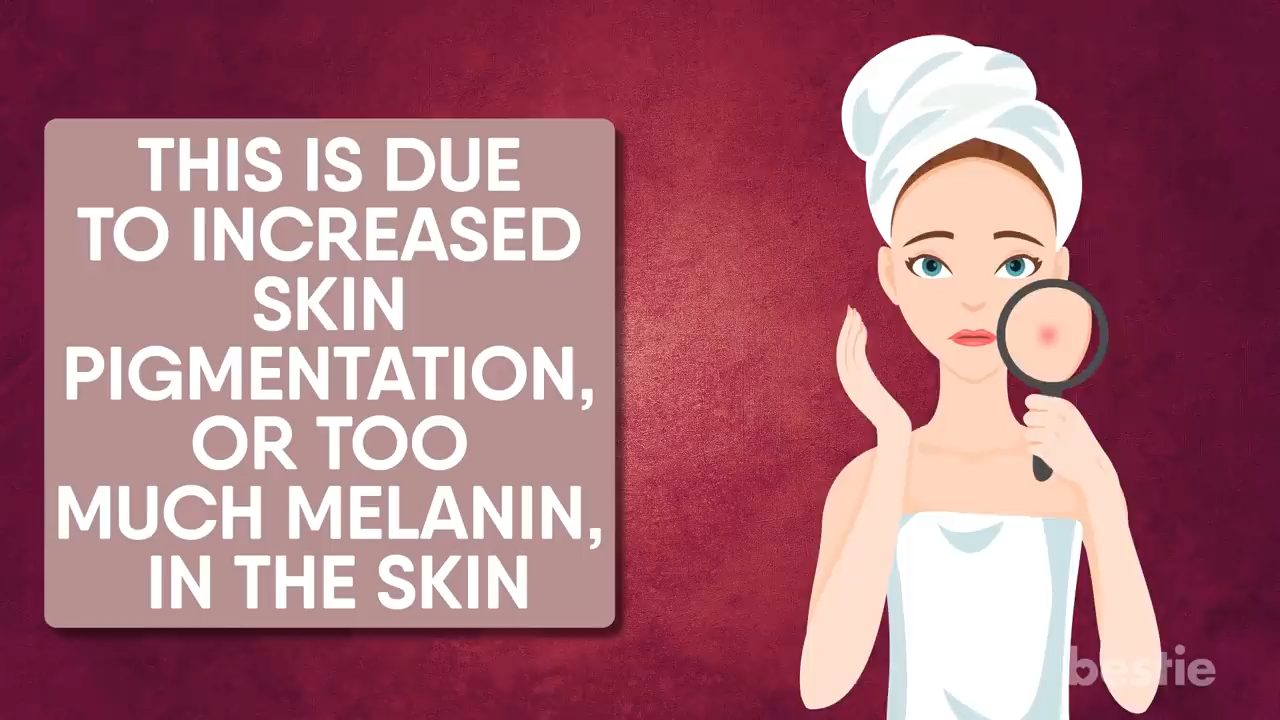 THIS IS DUE
TO INCREASED
SKIN
PIGMENTATION,
OR TOO
MUCH MELANIN,
IN THE SKIN
bestie